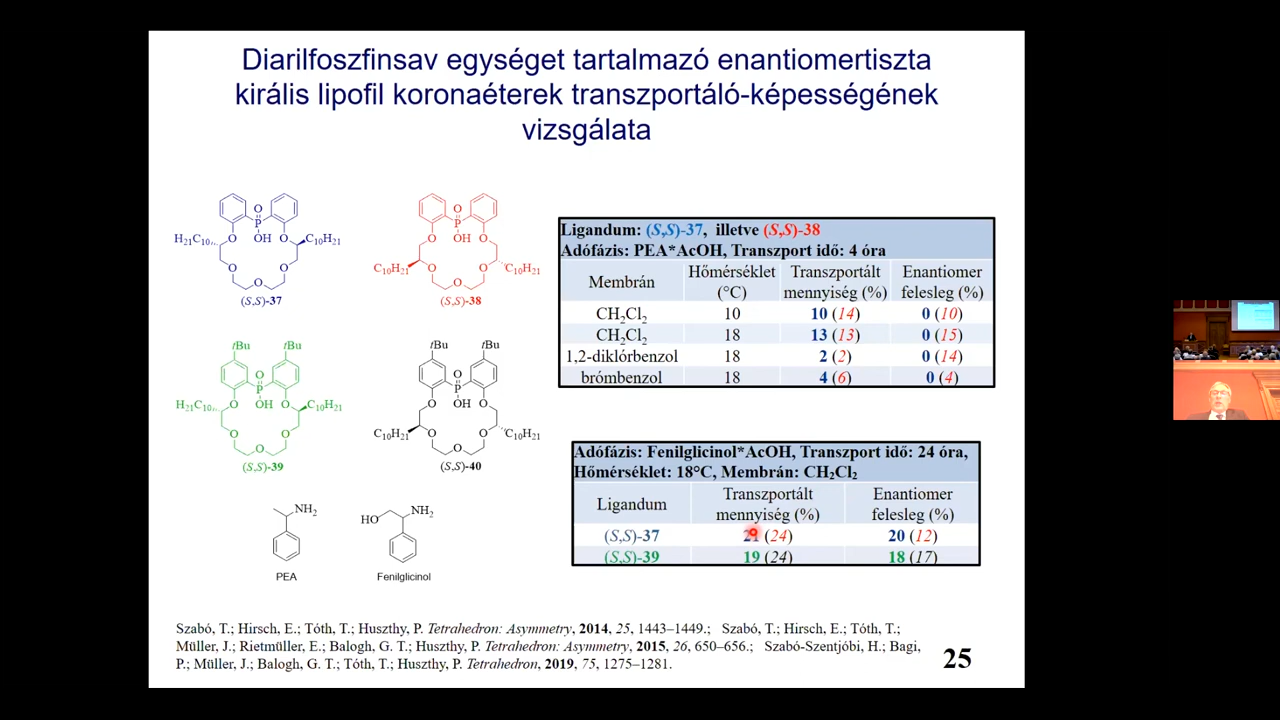 Diarilfoszfinsav egységet tartalmazó enantiomertiszta
királis lipofil koronaéterek transzportáló-képességének
vizsgálata
O
P
OH
H21C10
O
O
C10H21
O
O
O
(S,S)-37
O
P
OH
O
O
C10H21
O
O
C10H21
O
(S,S)-38
tBu
tBu
O
P
OH
H21C10
O
O
C10H21
O
O
O
(S,S)-39
tBu
tBu
O
P
OH
O
O
C10H21
O
O
C10H21
O
(S,S)-40
NH2
PEA
HO
NH2
Fenilglicinol
Ligandum: (S,S)-37, illetve (S,S)-38
Adófázis: PEA*AcOH, Transzport idő: 4 óra
Membrán Hőmérséklet (°C) Transzportált mennyiség (%) Enantiomer felesleg (%)
CH2Cl2 10 10 (14) 0 (10)
CH2Cl2 18 13 (13) 0 (15)
1,2-diklórbenzol 18 2 (2) 0 (14)
brómbenzol 18 4 (6) 0 (4)
Adófázis: Fenilglicinol*AcOH, Transzport idő: 24 óra,
Hőmérséklet: 18°C, Membrán: CH2Cl2
Ligandum Transzportált mennyiség (%) Enantiomer felesleg (%)
(S,S)-37 21 (24) 20 (12)
(S,S)-39 19 (24) 18 (17)
Szabó, T.; Hirsch, E.; Tóth, T.; Huszthy, P. Tetrahedron: Asymmetry, 2014, 25, 1443–1449.; Szabó, T.; Hirsch, E.; Tóth, T.;
Müller, J.; Rietmüller, E.; Balogh, G. T.; Huszthy, P. Tetrahedron: Asymmetry, 2015, 26, 650–656.; Szabó-Szentjóbi, H.; Bagi,
P.; Müller, J.; Balogh, G. T.; Tóth, T.; Huszthy, P. Tetrahedron, 2019, 75, 1275–1281.
25